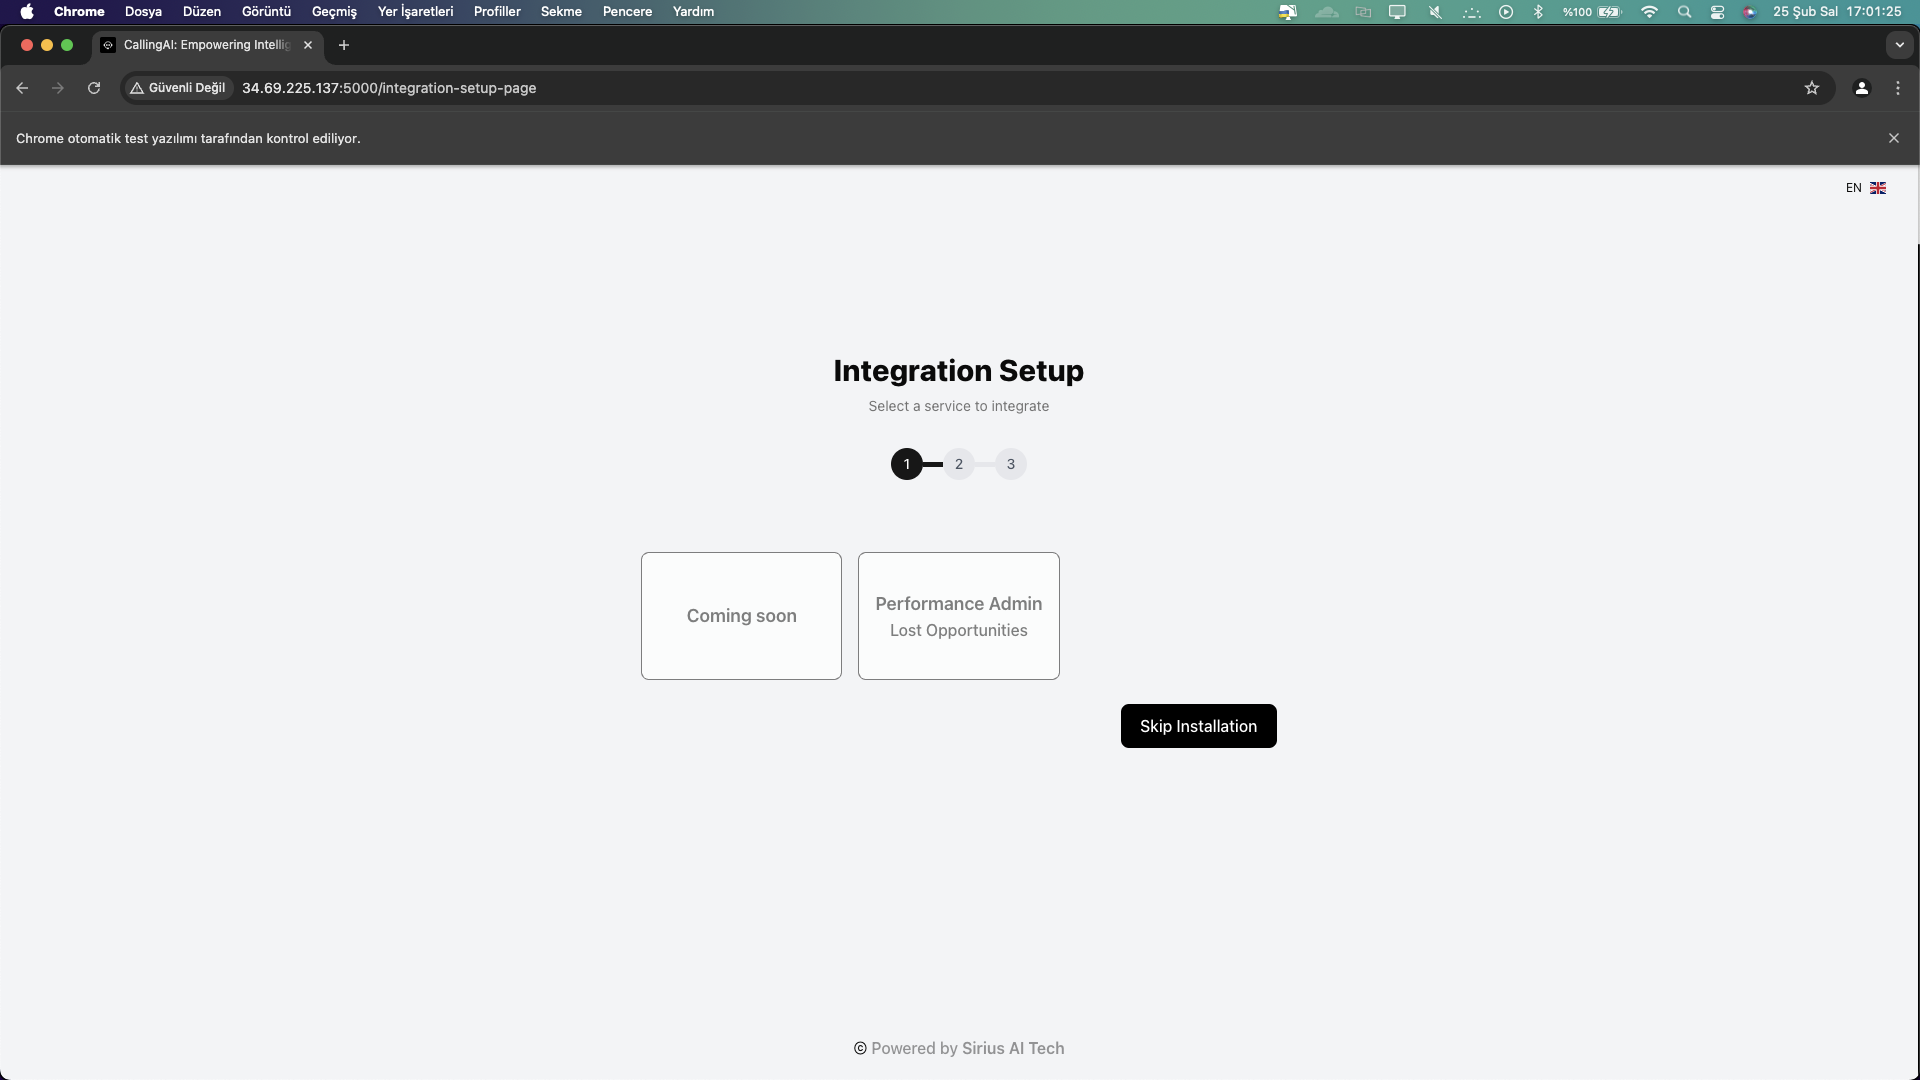 Chrome Dosya Düzen Görüntü Geçmiş Yer İşaretleri Profiller Sekme Pencere Yardım %100 25 Şub Sal 17:01:25
CallingAI: Empowering Intellig
Güvenli Değil 34.69.225.137:5000/integration-setup-page
Chrome otomatik test yazılımı tarafından kontrol ediliyor.
EN
Integration Setup
Select a service to integrate
1 2 3
Coming soon
Performance Admin
Lost Opportunities
Skip Installation
© Powered by Sirius AI Tech